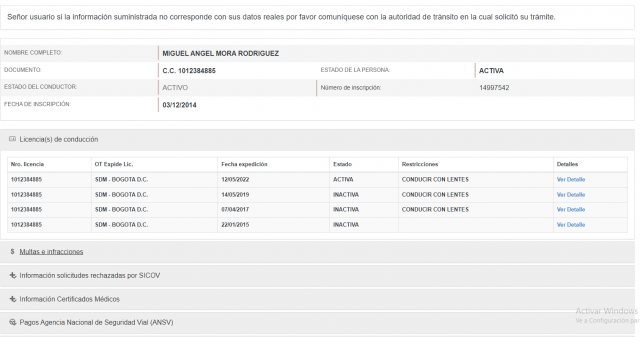 Señor usuario si la información suministrada no corresponde con sus datos reales por favor comuníquese con la autoridad de tránsito en la cual solicitó su trámite.
NOMBRE COMPLETO: MIGUEL ANGEL MORA RODRIGUEZ
DOCUMENTO: C.C. 1012384885 ESTADO DE LA PERSONA: ACTIVA
ESTADO DEL CONDUCTOR: ACTIVO Número de inscripción: 14997542
FECHA DE INSCRIPCIÓN: 03/12/2014
Licencia(s) de conducción
Nro. licencia OT Expide Lic. Fecha expedición Estado Restricciones Detalles
1012384885 SDM - BOGOTA D.C. 12/05/2022 ACTIVA CONDUCIR CON LENTES Ver Detalle
1012384885 SDM - BOGOTA D.C. 14/05/2019 INACTIVA CONDUCIR CON LENTES Ver Detalle
1012384885 SDM - BOGOTA D.C. 07/04/2017 INACTIVA CONDUCIR CON LENTES Ver Detalle
1012384885 SDM - BOGOTA D.C. 22/01/2015 INACTIVA Ver Detalle
$ Multas e infracciones
Información solicitudes rechazadas por SICOV
Información Certificados Médicos
Activar Windows
Ve a Configuración par
Pagos Agencia Nacional de Seguridad Vial (ANSV)